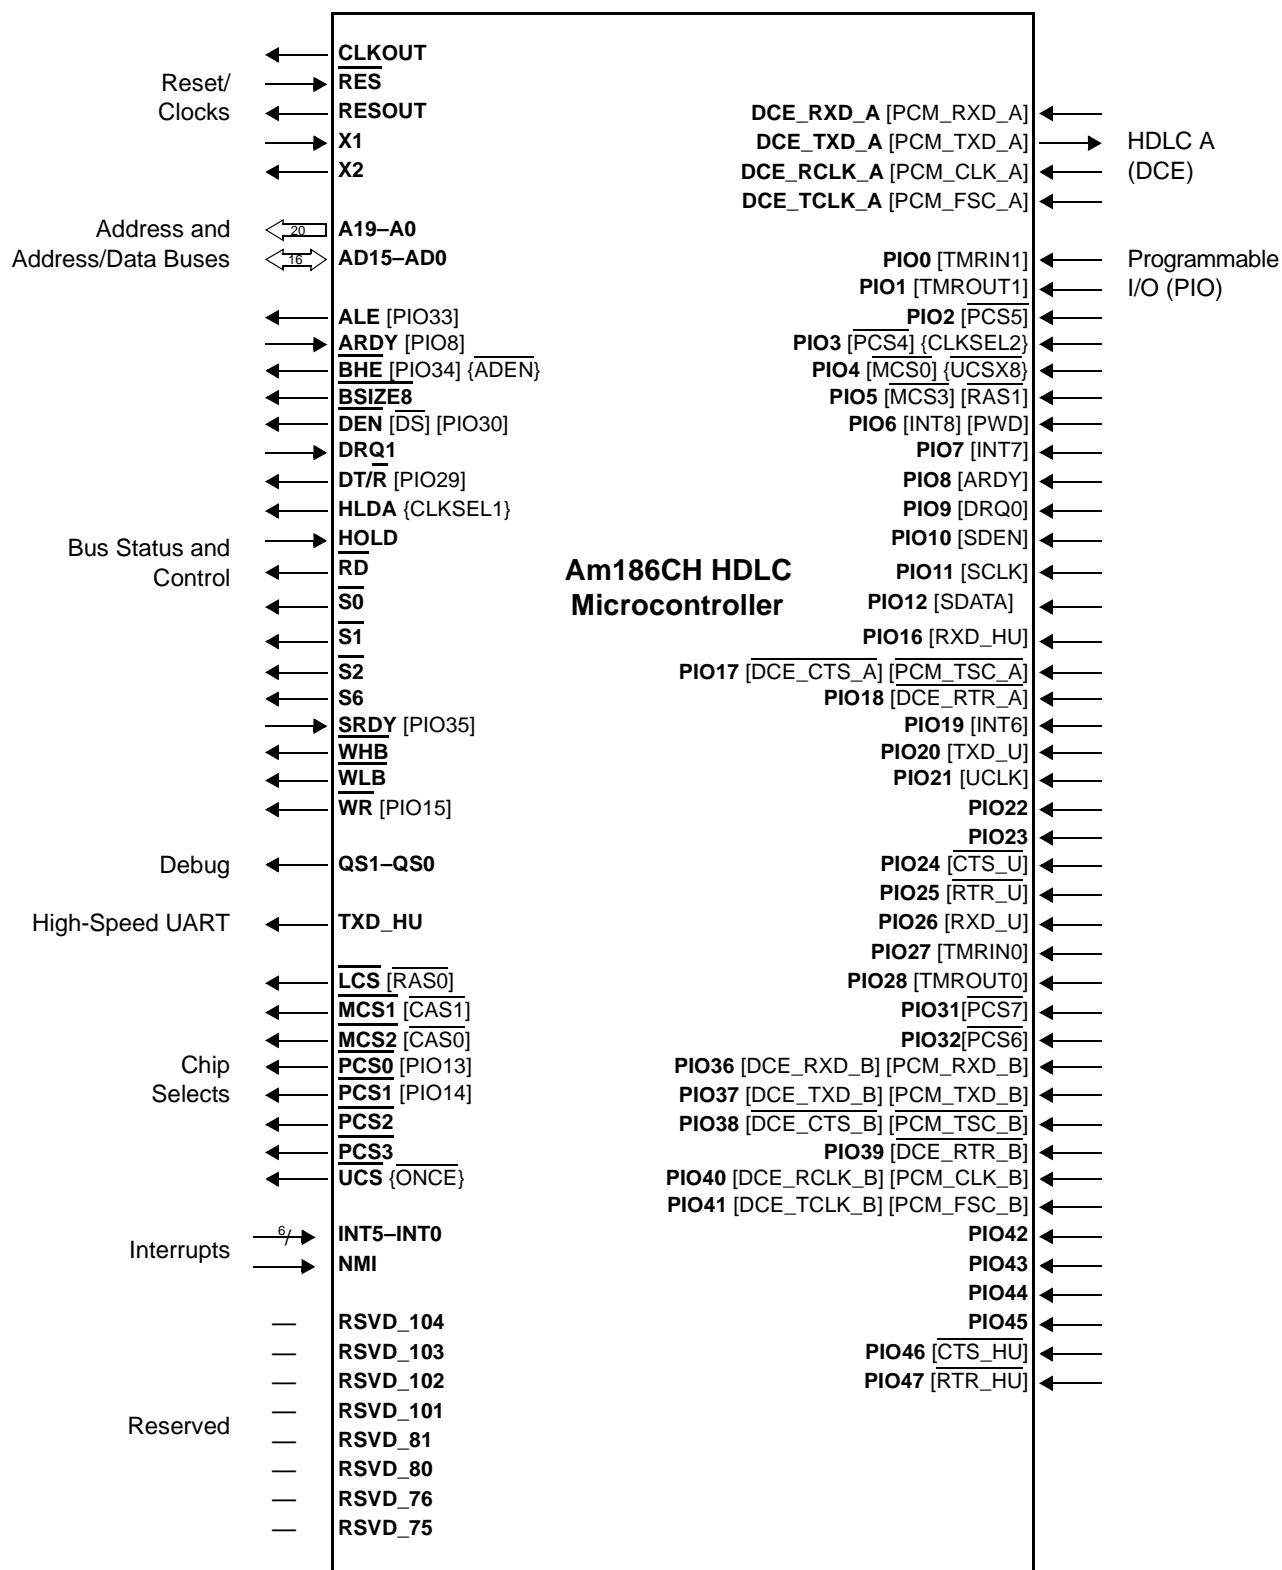 CLKOUT
Reset/
Clocks
RES
RESOUT
X1
X2
Address and
Address/Data Buses
20
A19–A0
16
AD15–AD0
ALE [PIO33]
ARDY [PIO8]
BHE [PIO34] {ADEN}
BSIZE8
DEN [DS] [PIO30]
DRQ1
DT/R [PIO29]
HLDA {CLKSEL1}
Bus Status and
Control
HOLD
RD
S0
S1
S2
S6
SRDY [PIO35]
WHB
WLB
WR [PIO15]
Debug
QS1–QS0
High-Speed UART
TXD_HU
LCS [RAS0]
MCS1 [CAS1]
MCS2 [CAS0]
Chip
Selects
PCS0 [PIO13]
PCS1 [PIO14]
PCS2
PCS3
UCS {ONCE}
Interrupts
6/
INT5–INT0
NMI
Reserved
RSVD_104
RSVD_103
RSVD_102
RSVD_101
RSVD_81
RSVD_80
RSVD_76
RSVD_75
Am186CH HDLC
Microcontroller
DCE_RXD_A [PCM_RXD_A]
DCE_TXD_A [PCM_TXD_A]
DCE_RCLK_A [PCM_CLK_A]
DCE_TCLK_A [PCM_FSC_A]
HDLC A
(DCE)
PIO0 [TMRIN1]
PIO1 [TMROUT1]
Programmable
I/O (PIO)
PIO2 [PCS5]
PIO3 [PCS4] {CLKSEL2}
PIO4 [MCS0] {UCSX8}
PIO5 [MCS3] [RAS1]
PIO6 [INT8] [PWD]
PIO7 [INT7]
PIO8 [ARDY]
PIO9 [DRQ0]
PIO10 [SDEN]
PIO11 [SCLK]
PIO12 [SDATA]
PIO16 [RXD_HU]
PIO17 [DCE_CTS_A] [PCM_TSC_A]
PIO18 [DCE_RTR_A]
PIO19 [INT6]
PIO20 [TXD_U]
PIO21 [UCLK]
PIO22
PIO23
PIO24 [CTS_U]
PIO25 [RTR_U]
PIO26 [RXD_U]
PIO27 [TMRIN0]
PIO28 [TMROUT0]
PIO31[PCS7]
PIO32[PCS6]
PIO36 [DCE_RXD_B] [PCM_RXD_B]
PIO37 [DCE_TXD_B] [PCM_TXD_B]
PIO38 [DCE_CTS_B] [PCM_TSC_B]
PIO39 [DCE_RTR_B]
PIO40 [DCE_RCLK_B] [PCM_CLK_B]
PIO41 [DCE_TCLK_B] [PCM_FSC_B]
PIO42
PIO43
PIO44
PIO45
PIO46 [CTS_HU]
PIO47 [RTR_HU]